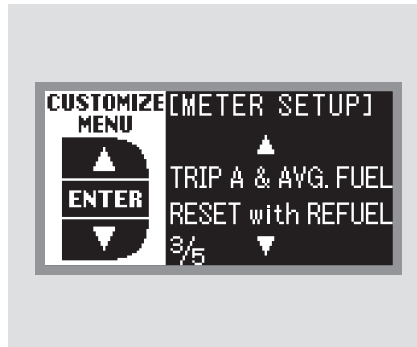 CUSTOMIZE
MENU
ENTER
[METER SETUP]
TRIP A & AVG. FUEL
RESET with REFUEL
3/5